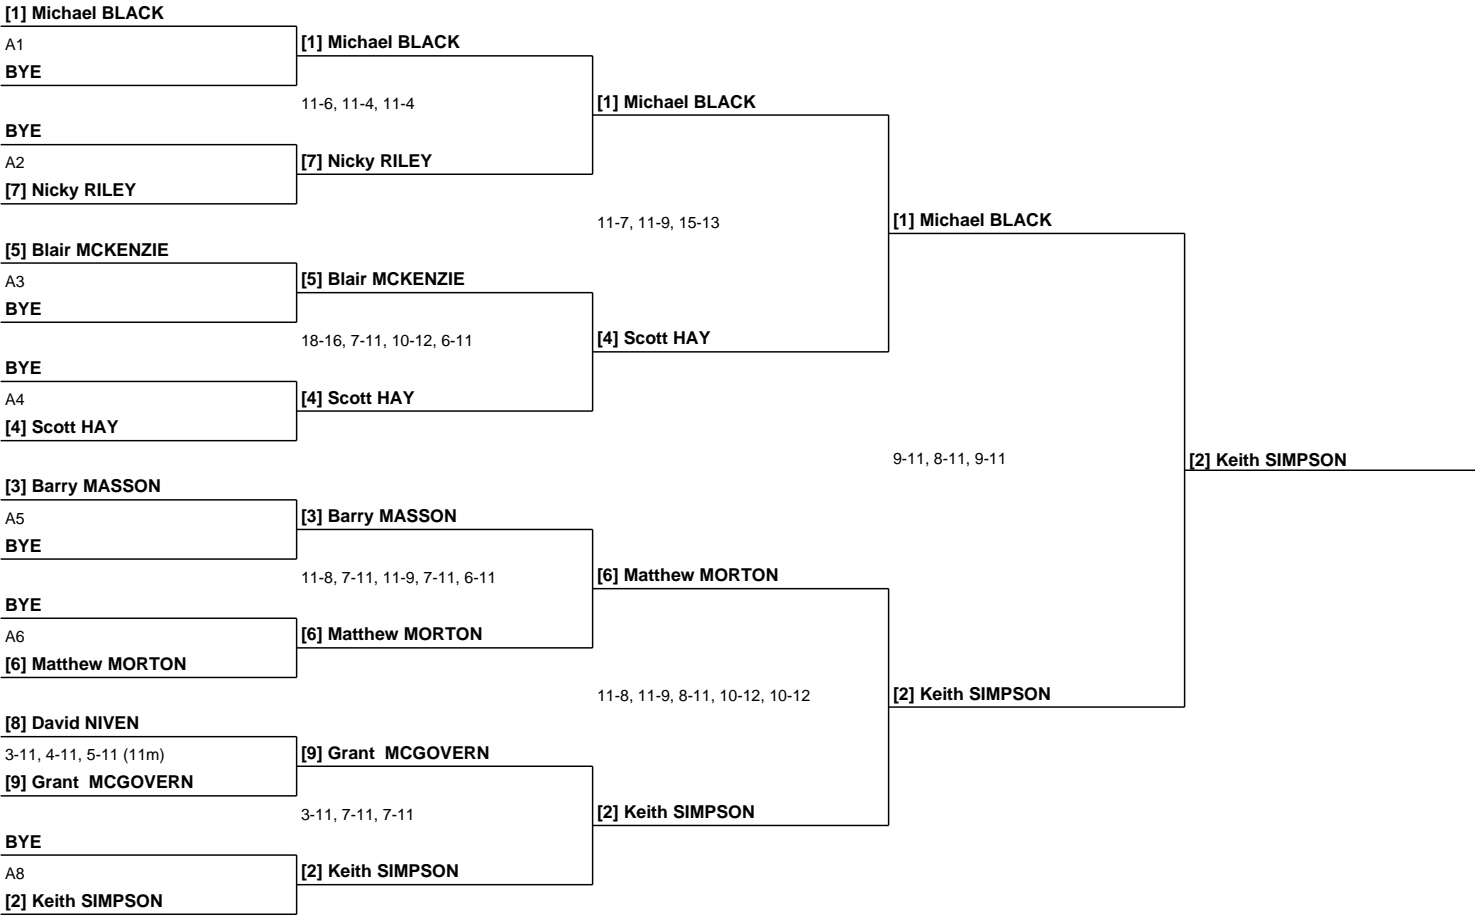 [1] Michael BLACK
A1
BYE
BYE
A2
[7] Nicky RILEY
[5] Blair MCKENZIE
A3
BYE
BYE
A4
[4] Scott HAY
[3] Barry MASSON
A5
BYE
BYE
A6
[6] Matthew MORTON
[8] David NIVEN
3-11, 4-11, 5-11 (11m)
[9] Grant  MCGOVERN
BYE
A8
[2] Keith SIMPSON
[1] Michael BLACK
11-6, 11-4, 11-4
[7] Nicky RILEY
[5] Blair MCKENZIE
18-16, 7-11, 10-12, 6-11
[4] Scott HAY
[3] Barry MASSON
11-8, 7-11, 11-9, 7-11, 6-11
[6] Matthew MORTON
[9] Grant  MCGOVERN
3-11, 7-11, 7-11
[2] Keith SIMPSON
[1] Michael BLACK
11-7, 11-9, 15-13
[4] Scott HAY
[6] Matthew MORTON
11-8, 11-9, 8-11, 10-12, 10-12
[2] Keith SIMPSON
[1] Michael BLACK
9-11, 8-11, 9-11
[2] Keith SIMPSON
[2] Keith SIMPSON